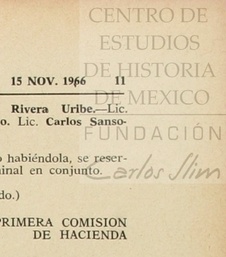 CENTRO DE
ESTUDIOS
DE HISTORIA
DE MEXICO
FUNDACIÓN
Carlos Slim
15 NOV. 1966 11
Rivera Uribe.—Lic.
o. Lic. Carlos Sanso-
o habiéndola, se reser-
ninal en conjunto.
do.)
PRIMERA COMISION
DE HACIENDA